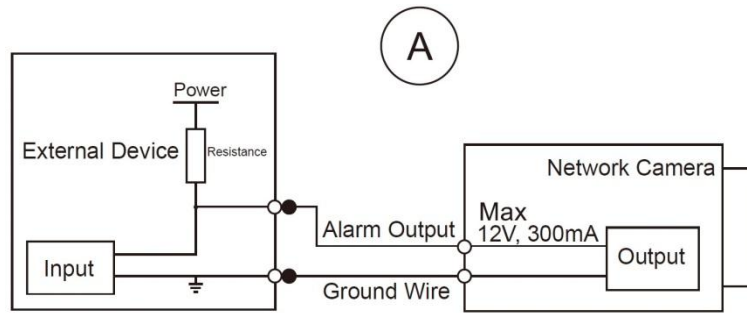 A
Power
External Device
Resistance
Network Camera
Max
12V, 300mA
Alarm Output
Input
Output
Ground Wire